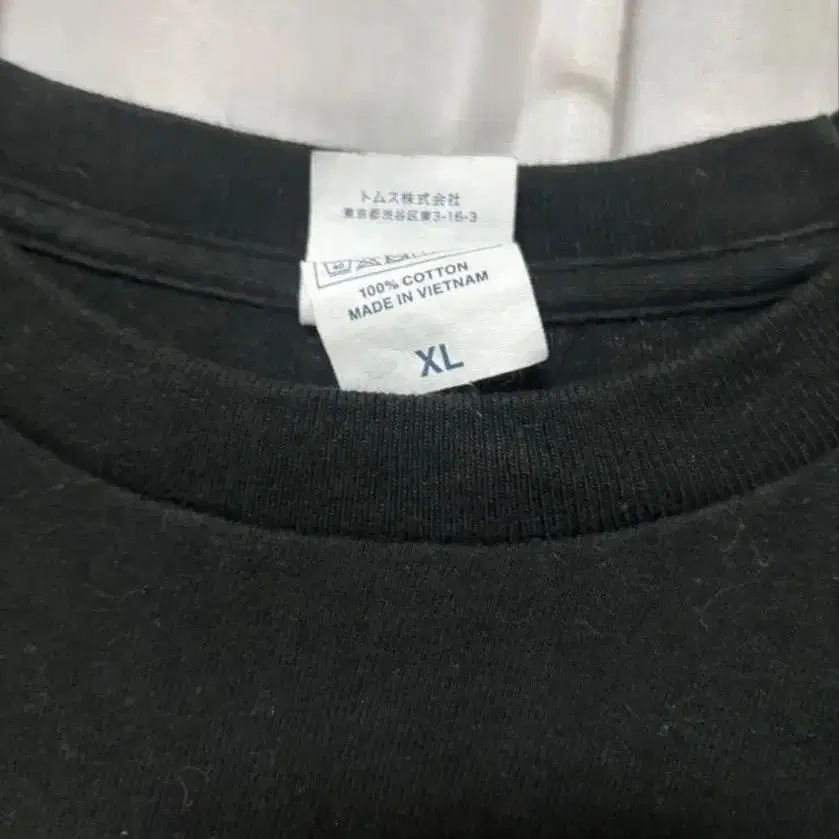 トムス株式会社
東京都渋谷区東3-16-3
40
100% COTTON
MADE IN VIETNAM
XL